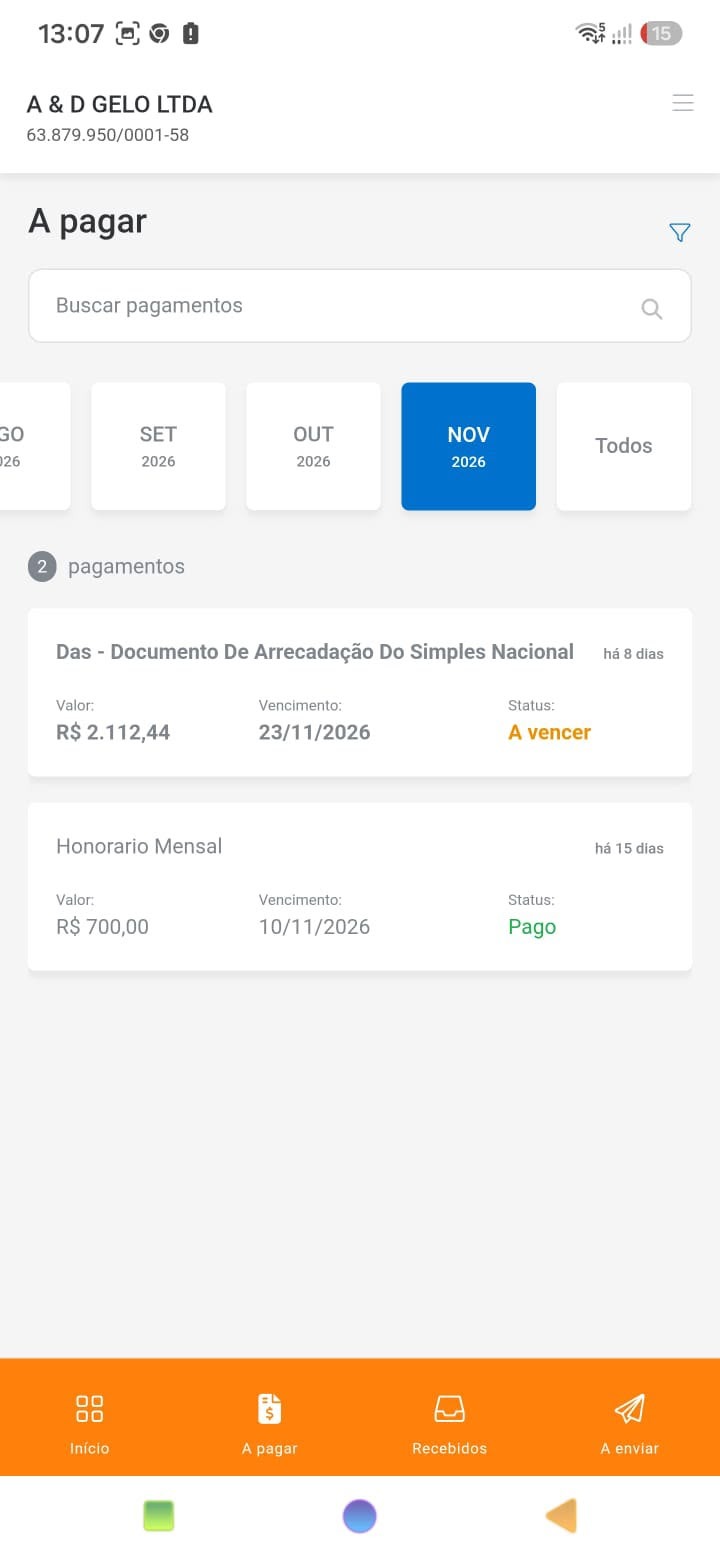 13:07
5
15
A & D GELO LTDA
63.879.950/0001-58
A pagar
Buscar pagamentos
GO SET OUT NOV Todos
026 2026 2026 2026
2 pagamentos
Das - Documento De Arrecadação Do Simples Nacional há 8 dias
Valor: Vencimento: Status:
R$ 2.112,44 23/11/2026 A vencer
Honorario Mensal há 15 dias
Valor: Vencimento: Status:
R$ 700,00 10/11/2026 Pago
Início A pagar Recebidos A enviar